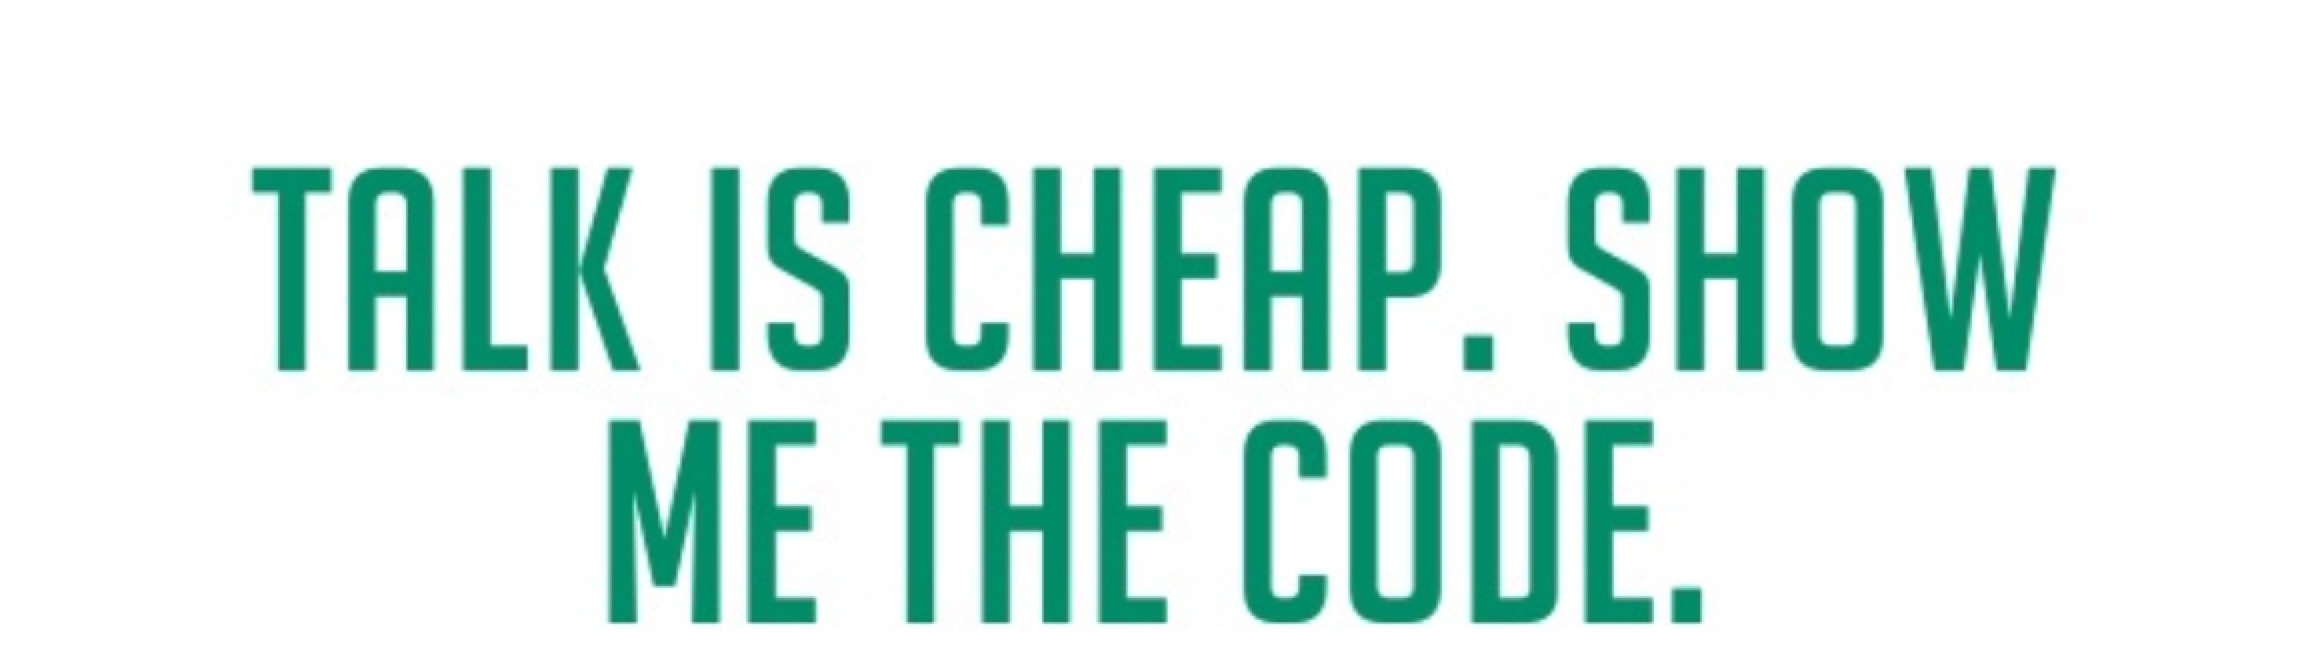 TALK IS CHEAP. SHOW
ME THE CODE.